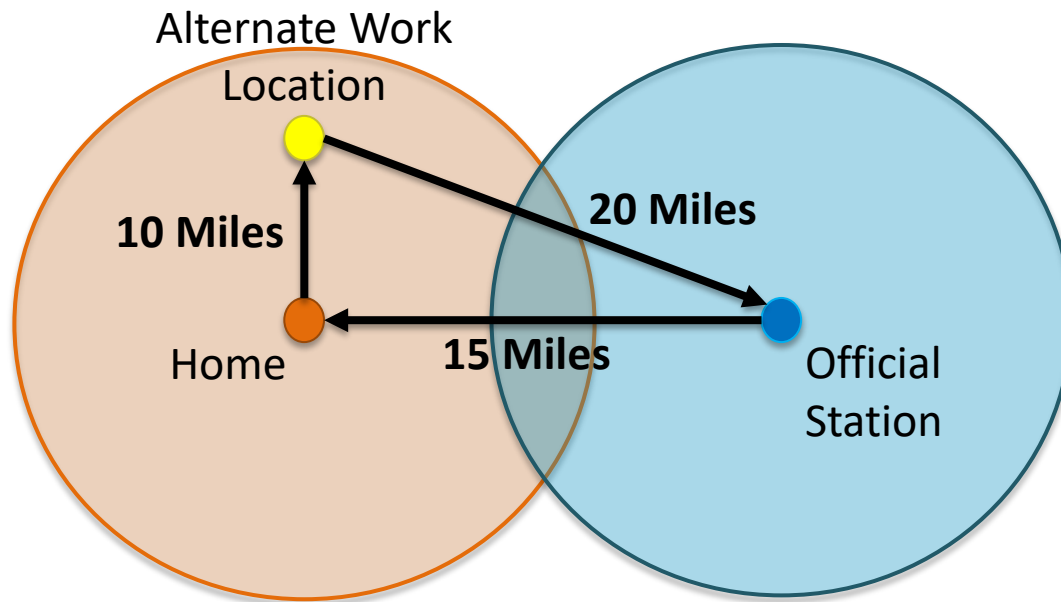 Alternate Work
Location
10 Miles
20 Miles
Home
15 Miles
Official
Station